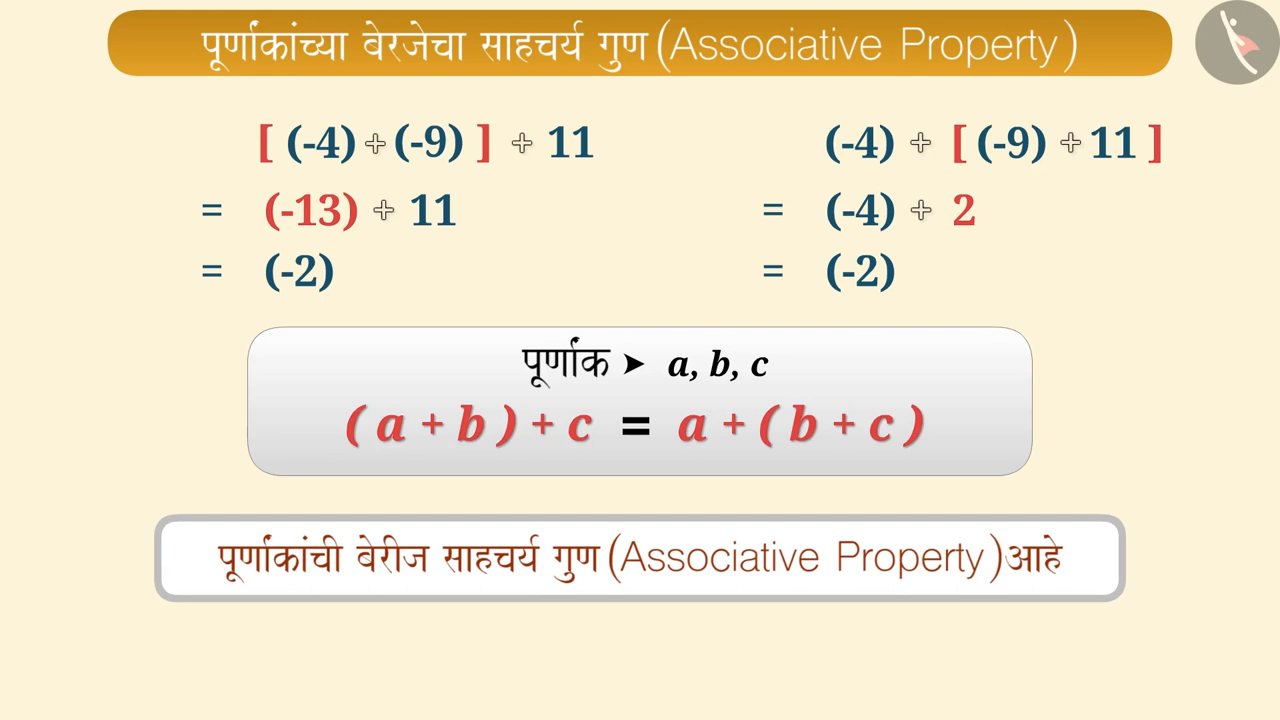 पूर्णांकांच्या बेरजेचा साहचर्य गुण (Associative Property)
[ (-4) + (-9) ] + 11
= (-13) + 11
= (-2)
(-4) + [ (-9) + 11 ]
= (-4) + 2
= (-2)
पूर्णांक ➤ a, b, c
( a + b ) + c = a + ( b + c )
पूर्णांकांची बेरीज साहचर्य गुण (Associative Property) आहे